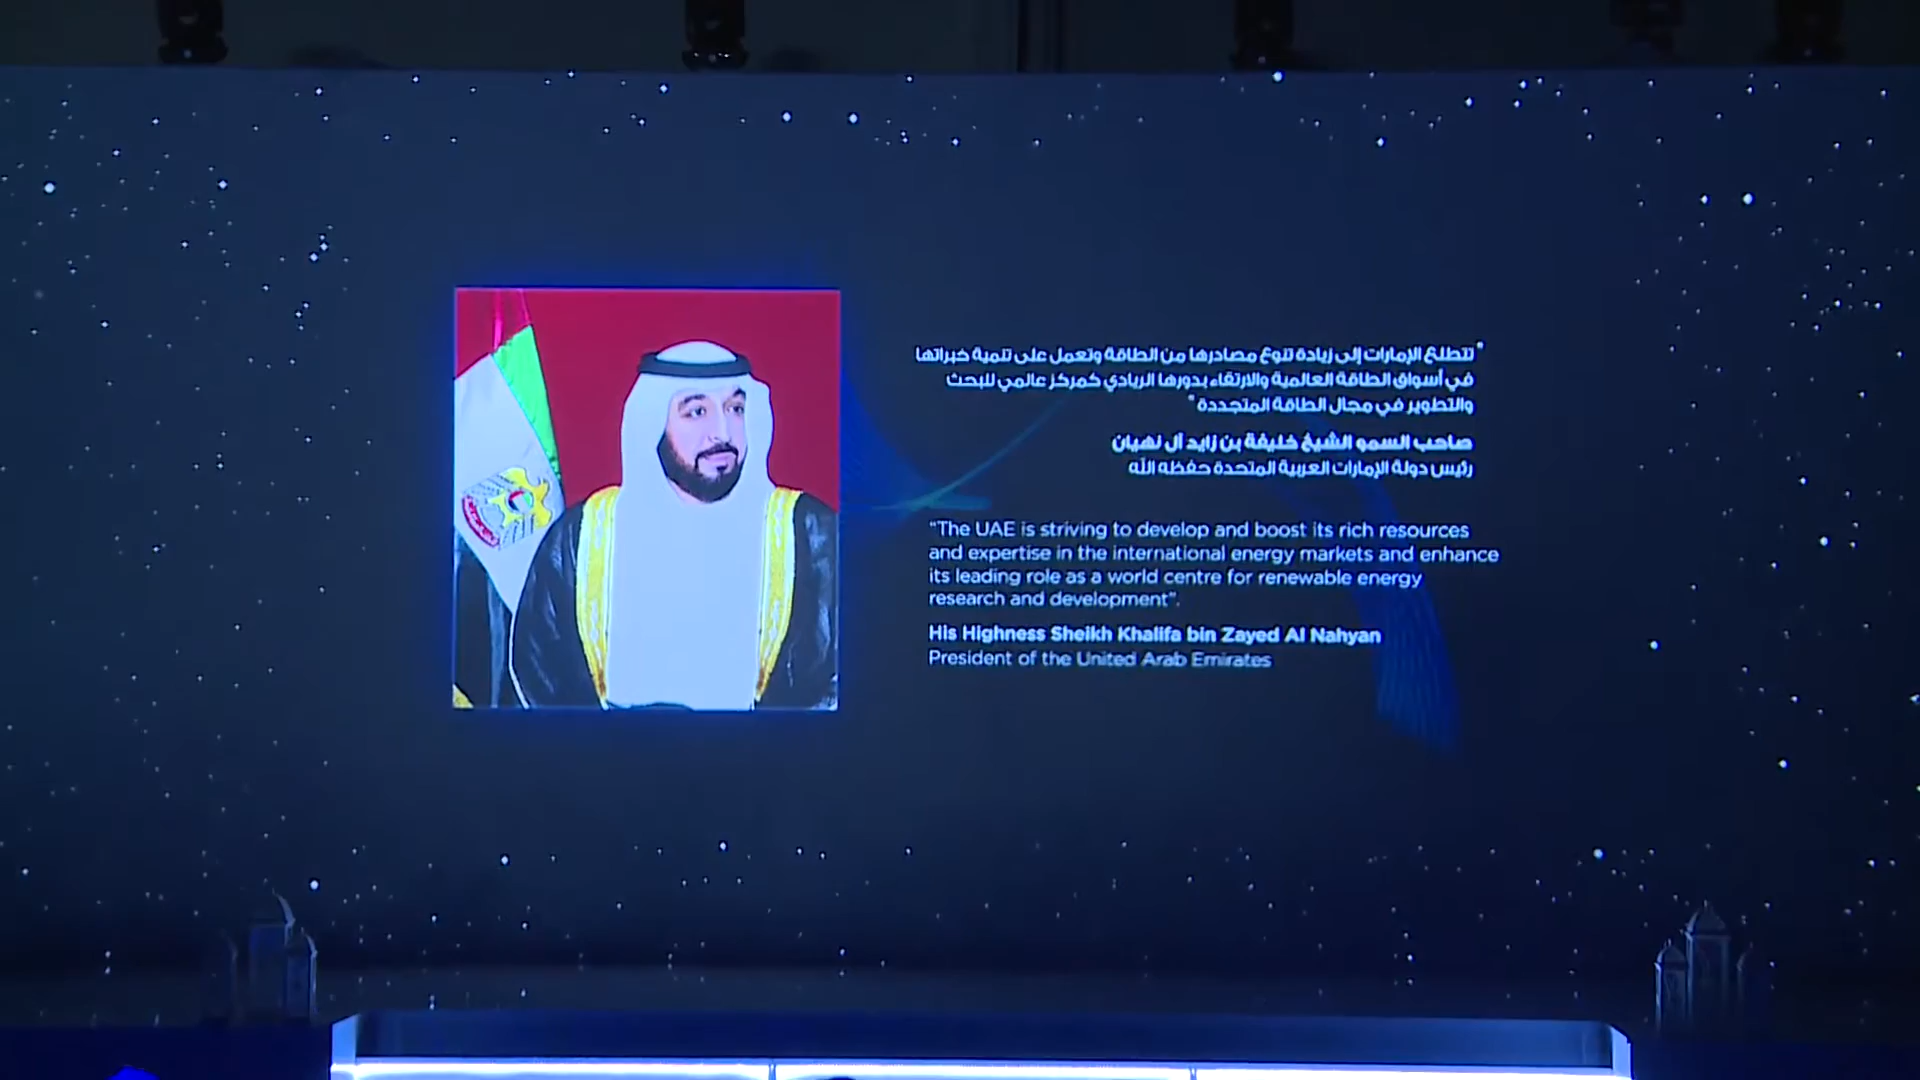 "تتطلع الإمارات إلى زيادة تنوع مصادرها من الطاقة وتعمل على تنمية خبراتها
في أسواق الطاقة العالمية والارتقاء بدورها الريادي كمركز عالمي للبحث
والتطوير في مجال الطاقة المتجددة"
صاحب السمو الشيخ خليفة بن زايد آل نهيان
رئيس دولة الإمارات العربية المتحدة حفظه الله
“The UAE is striving to develop and boost its rich resources
and expertise in the international energy markets and enhance
its leading role as a world centre for renewable energy
research and development”.
His Highness Sheikh Khalifa bin Zayed Al Nahyan
President of the United Arab Emirates